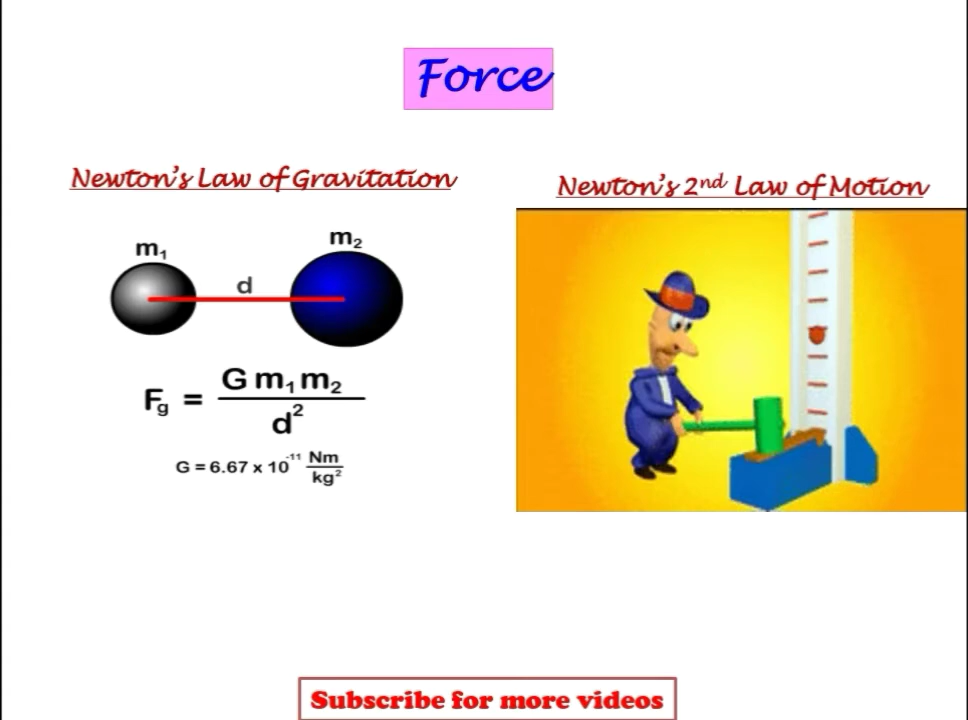 Force
Newton's Law of Gravitation
Newton's 2nd Law of Motion
m₁
m₂
d
Fg = G m₁ m₂ / d²
G = 6.67 x 10⁻¹¹ Nm / kg²
Subscribe for more videos